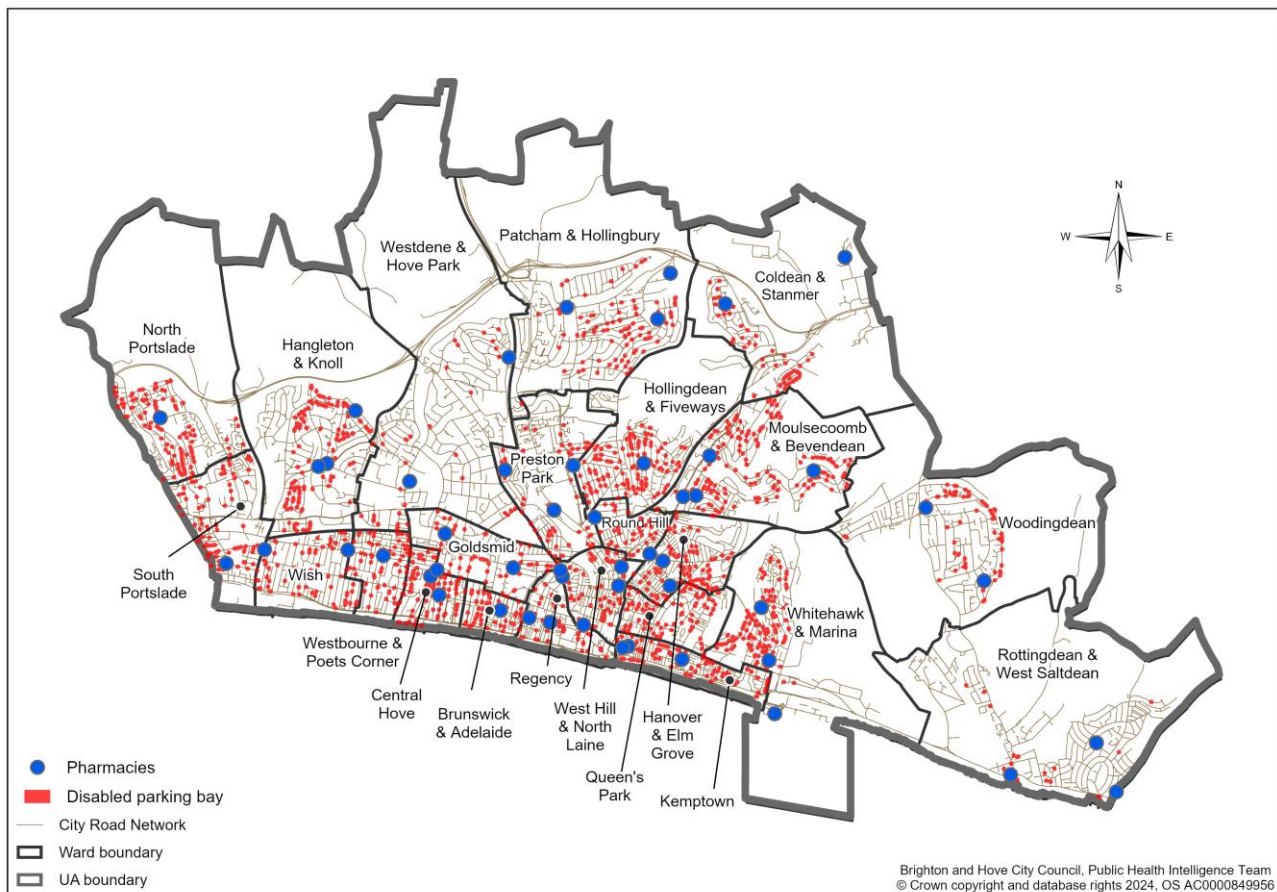 N
W
E
S
Westdene &
Hove Park
Patcham & Hollingbury
Coldean &
Stanmer
North
Portslade
Hangleton
& Knoll
Hollingdean
& Fiveways
Moulsecoomb
& Bevendean
Preston
Park
Woodingdean
Round Hill
Goldsmid
South
Portslade
Wish
Whitehawk
& Marina
Westbourne &
Poets Corner
Rottingdean &
West Saltdean
Regency
Central
Hove
Brunswick
& Adelaide
West Hill
& North
Laine
Hanover
& Elm
Grove
Queen's
Park
Kemptown
Pharmacies
Disabled parking bay
City Road Network
Ward boundary
UA boundary
Brighton and Hove City Council, Public Health Intelligence Team
© Crown copyright and database rights 2024, OS AC0000849956